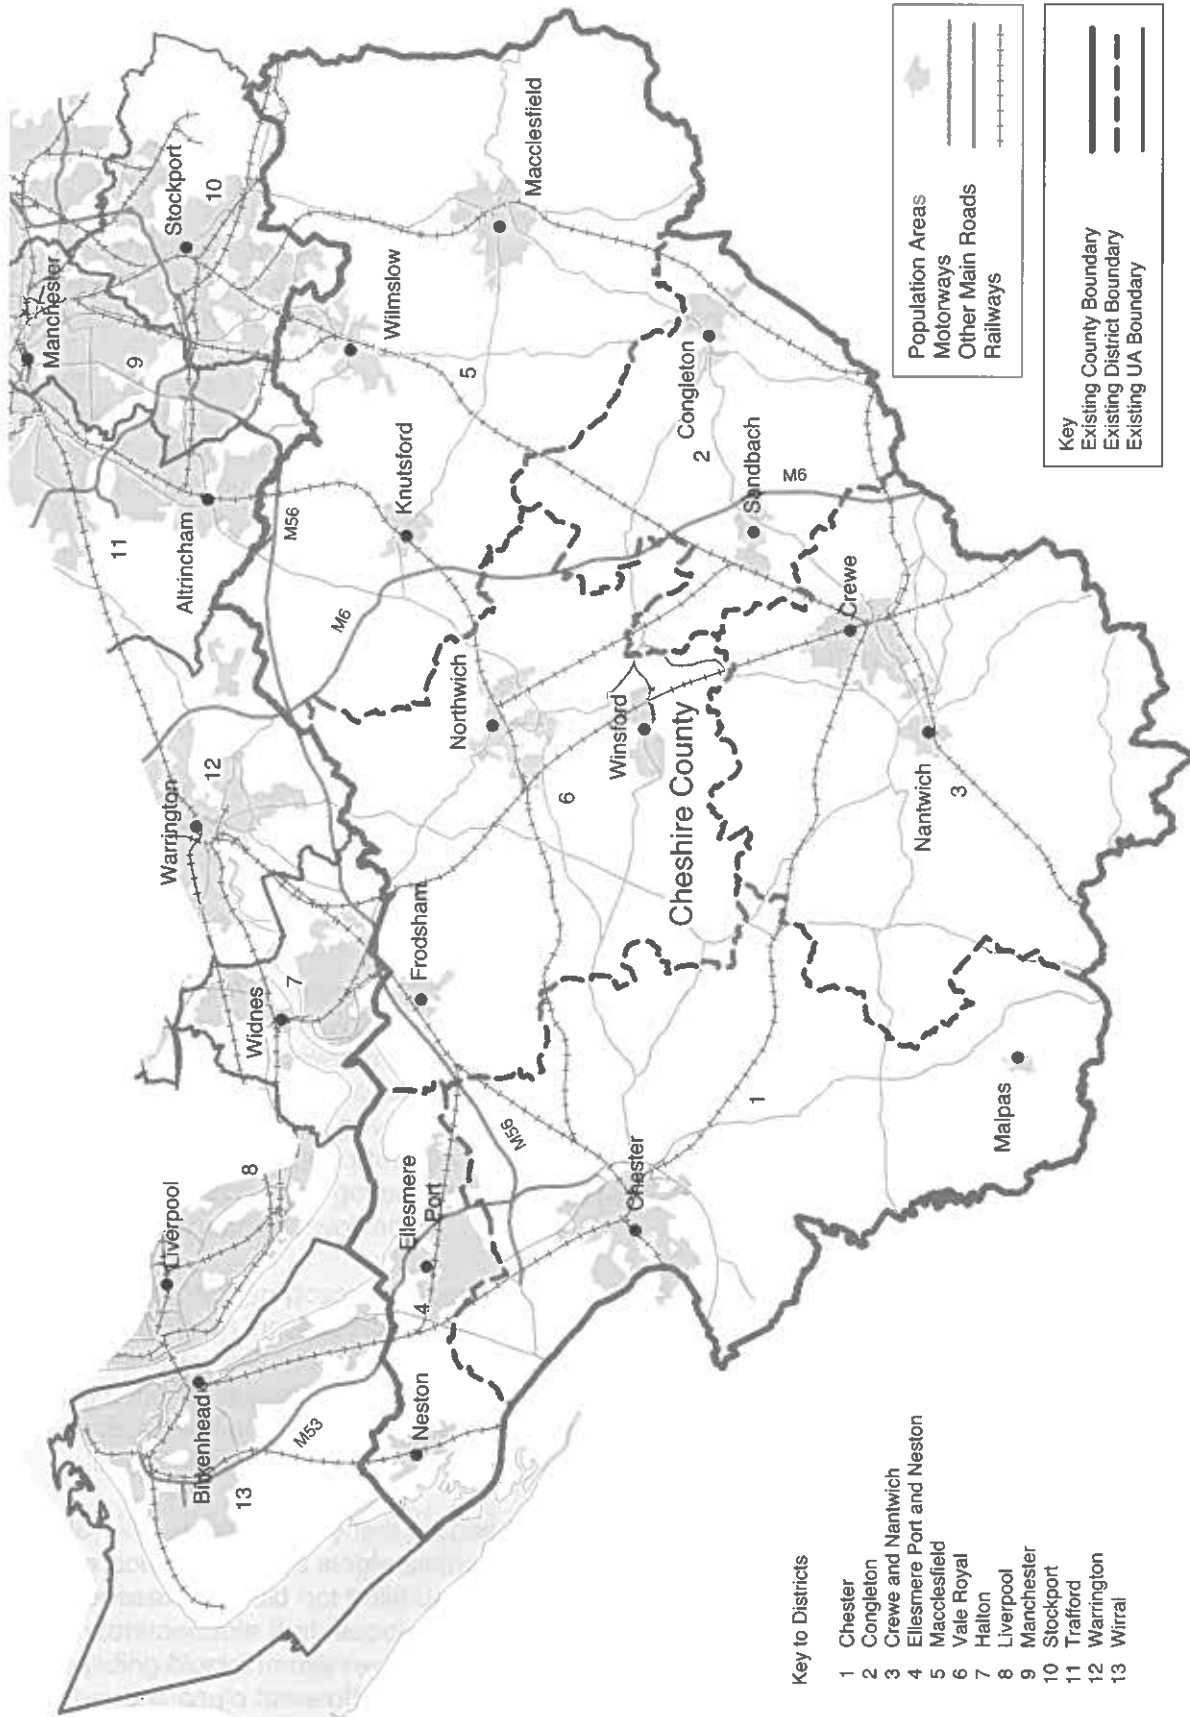 Manchester
Stockport
10
9
11
Altrincham
M56
Wilmslow
Macclesfield
5
Knutsford
M6
Warrington
12
Widnes
7
Frodsham
Northwich
6
Winsford
Cheshire County
Congleton
2
Sandbach
M6
Crewe
Nantwich
3
Malpas
1
Chester
M56
Ellesmere
Port
4
Liverpool
8
Birkenhead
13
M53
Neston
Population Areas
Motorways
Other Main Roads
Railways
Key
Existing County Boundary
Existing District Boundary
Existing UA Boundary
Key to Districts
1 Chester
2 Congleton
3 Crewe and Nantwich
4 Ellesmere Port and Neston
5 Macclesfield
6 Vale Royal
7 Halton
8 Liverpool
9 Manchester
10 Stockport
11 Trafford
12 Warrington
13 Wirral